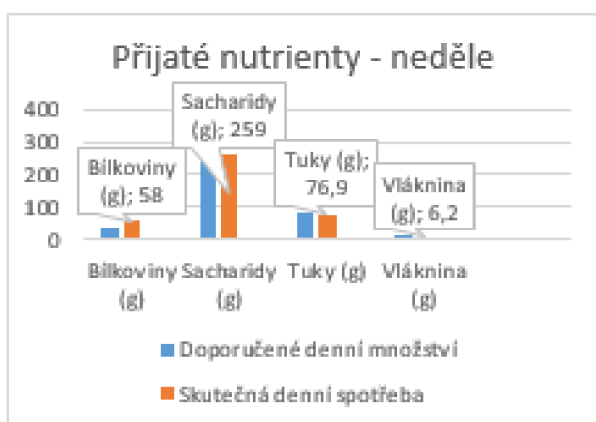 Přijaté nutrienty - neděle
400
300
200
100
0
Sacharidy
(g); 259
Bílkoviny
(g); 58
Tuky (g);
76,9
Vláknina
(g); 6,2
Bílkoviny Sacharidy Tuky (g) Vláknina
(g) (g) (g)
Doporučené denní množství
Skutečná denní spotřeba